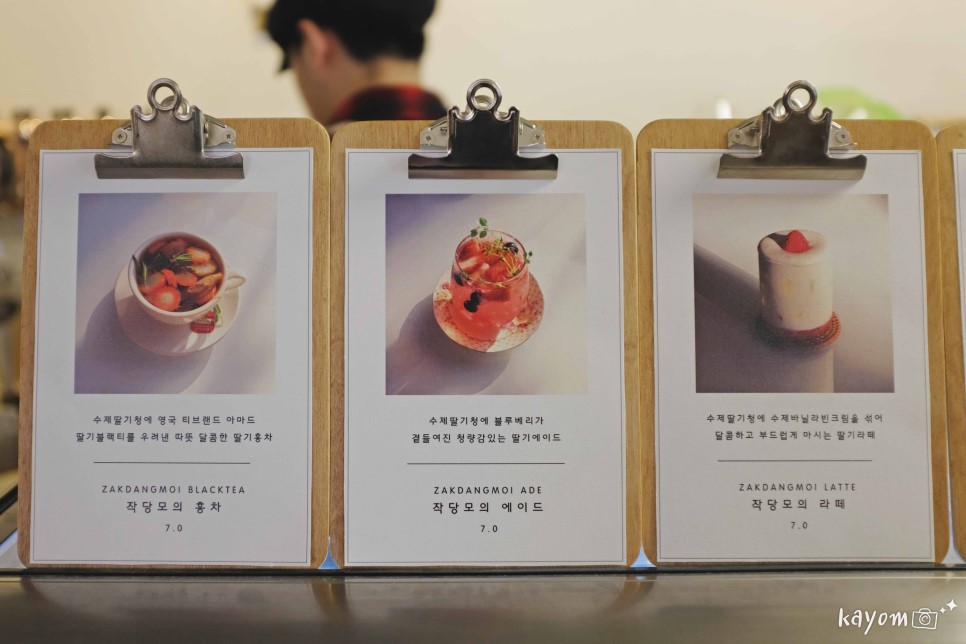 수제딸기청에 영국 티브랜드 아마드
딸기블랙티를 우려낸 따뜻 달콤한 딸기홍차
ZAKDANGMOI BLACKTEA
작당모의 홍차
7.0
수제딸기청에 블루베리가
곁들여진 청량감있는 딸기에이드
ZAKDANGMOI ADE
작당모의 에이드
7.0
수제딸기청에 수제바닐라빈크림을 섞어
달콤하고 부드럽게 마시는 딸기라떼
ZAKDANGMOI LATTE
작당모의 라떼
7.0
kayom